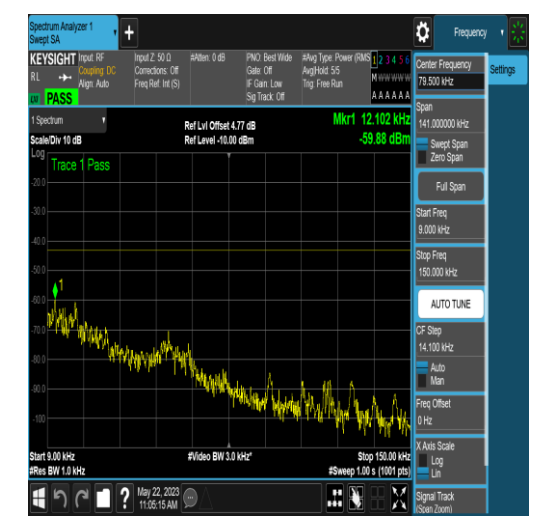 Spectrum Analyzer 1
Swept SA
Frequency
KEYSIGHT
RL
PASS
Input: RF
Coupling: DC
Align: Auto
Input Z: 50 Ω
Corrections: Off
Freq Ref: Int (S)
#Atten: 0 dB
PNO: Best Wide
Gate: Off
IF Gain: Low
Sig Track: Off
#Avg Type: Power (RMS
Avg|Hold: 5/5
Trig: Free Run
1 2 3 4 5 6
M W W W W W
A A A A A A
Center Frequency
79.500 kHz
Settings
Span
141.000000 kHz
Swept Span
Zero Span
Full Span
Start Freq
9.000 kHz
Stop Freq
150.000 kHz
AUTO TUNE
CF Step
14.100 kHz
Auto
Man
Freq Offset
0 Hz
X Axis Scale
Log
Lin
Signal Track
(Span Zoom)
1 Spectrum
Scale/Div 10 dB
Ref Lvl Offset 4.77 dB
Ref Level -10.00 dBm
Mkr1 12.102 kHz
-59.88 dBm
Log
Trace 1 Pass
-20.0
-30.0
-40.0
-50.0
1
-60.0
-70.0
-80.0
-90.0
-100
Start 9.00 kHz
#Res BW 1.0 kHz
#Video BW 3.0 kHz*
Stop 150.00 kHz
#Sweep 1.00 s (1001 pts)
?
May 22, 2023
11:05:15 AM